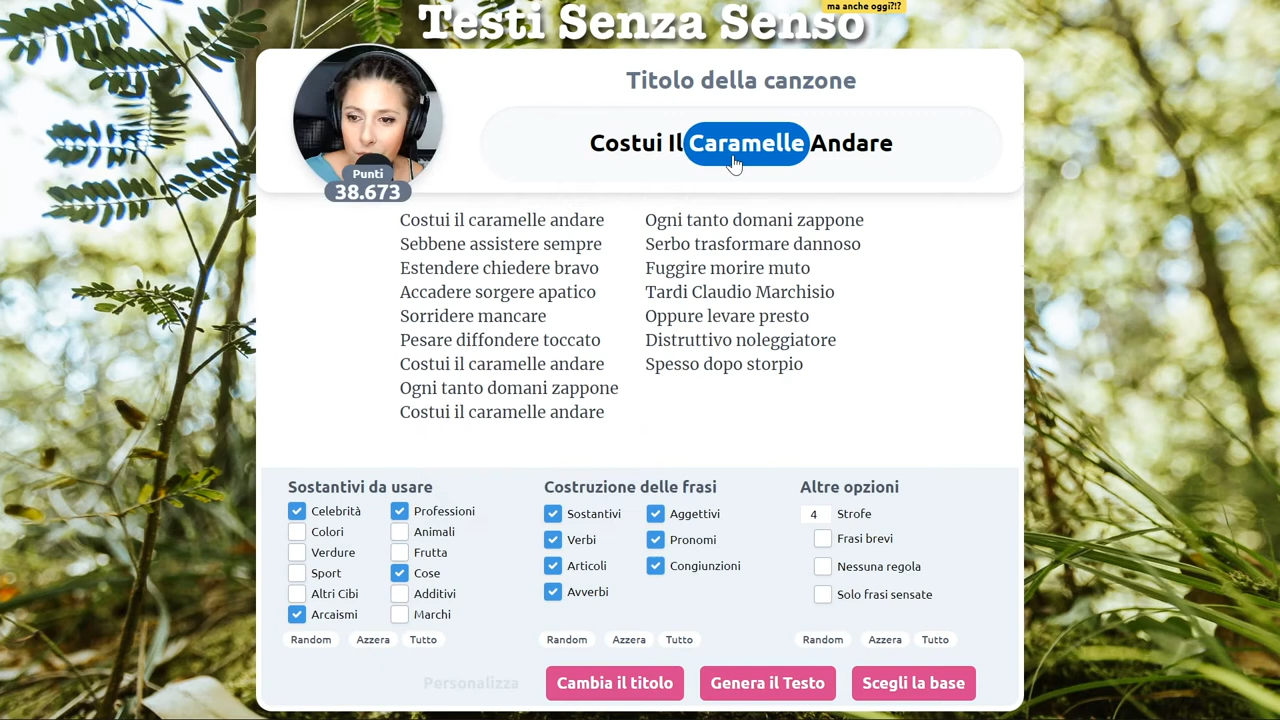 ma anche oggi?!?
Testi Senza Senso
Titolo della canzone
Costui Il Caramelle Andare
Punti
38.673
Costui il caramelle andare
Sebbene assistere sempre
Estendere chiedere bravo
Accadere sorgere apatico
Sorridere mancare
Pesare diffondere toccato
Costui il caramelle andare
Ogni tanto domani zappone
Costui il caramelle andare
Ogni tanto domani zappone
Serbo trasformare dannoso
Fuggire morire muto
Tardi Claudio Marchisio
Oppure levare presto
Distruttivo noleggiatore
Spesso dopo storpio
Sostantivi da usare
Celebrità
Professioni
Colori
Animali
Verdure
Frutta
Sport
Cose
Altri Cibi
Additivi
Arcaismi
Marchi
Random
Azzera
Tutto
Costruzione delle frasi
Sostantivi
Aggettivi
Verbi
Pronomi
Articoli
Congiunzioni
Avverbi
Random
Azzera
Tutto
Altre opzioni
4 Strofe
Frasi brevi
Nessuna regola
Solo frasi sensate
Random
Azzera
Tutto
Personalizza
Cambia il titolo
Genera il Testo
Scegli la base